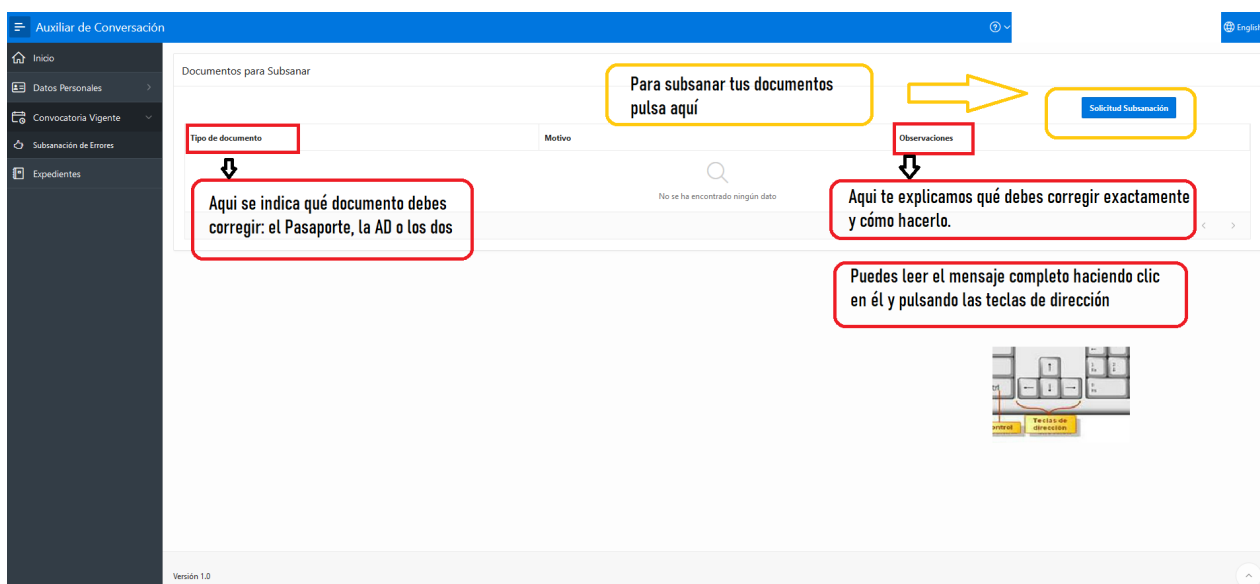 Auxiliar de Conversación
English
Inicio
Datos Personales
Convocatoria Vigente
Subsanación de Errores
Expedientes
Documentos para Subsanar
Para subsanar tus documentos
pulsa aquí
Solicitud Subsanación
Tipo de documento
Motivo
Observaciones
No se ha encontrado ningún dato
Aqui se indica qué documento debes
corregir: el Pasaporte, la AD o los dos
Aqui te explicamos qué debes corregir exactamente
y cómo hacerlo.
Puedes leer el mensaje completo haciendo clic
en él y pulsando las teclas de dirección
Teclas de
dirección
Versión 1.0